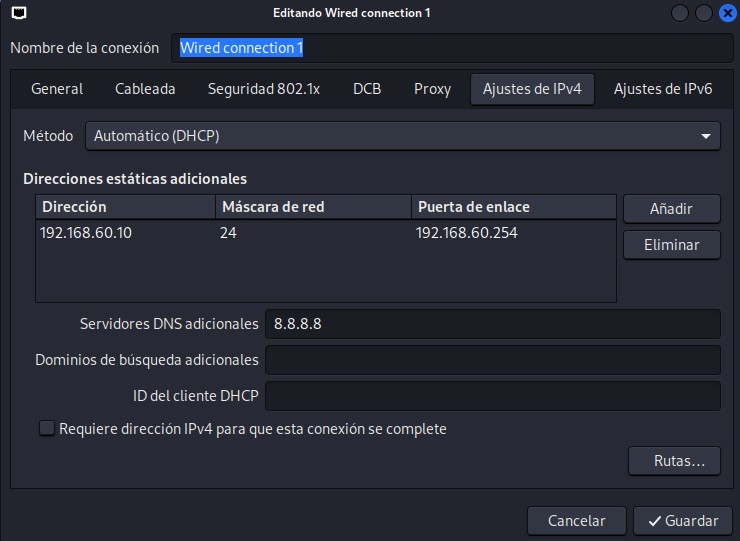 Editando Wired connection 1
Nombre de la conexión Wired connection 1
General Cableada Seguridad 802.1x DCB Proxy Ajustes de IPv4 Ajustes de IPv6
Método Automático (DHCP)
Direcciones estáticas adicionales
Dirección Máscara de red Puerta de enlace Añadir
192.168.60.10 24 192.168.60.254
Eliminar
Servidores DNS adicionales 8.8.8.8
Dominios de búsqueda adicionales
ID del cliente DHCP
Requiere dirección IPv4 para que esta conexión se complete
Rutas...
Cancelar Guardar